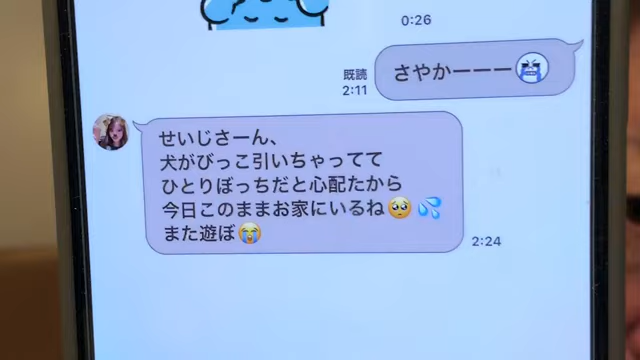 0:26
既読
2:11
さやかーーー😭
せいじさーん、
犬がびっこ引いちゃってて
ひとりぼっちだと心配たから
今日このままお家にいるね🥺💦
また遊ぼ😭
2:24